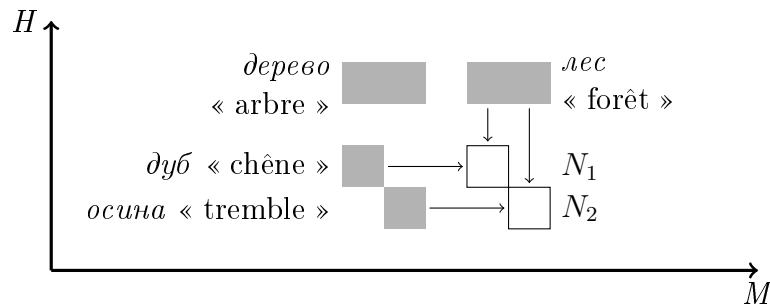 H
дерево
« arbre »
лес
« forêt »
дуб « chêne »
N₁
осина « tremble »
N₂
M